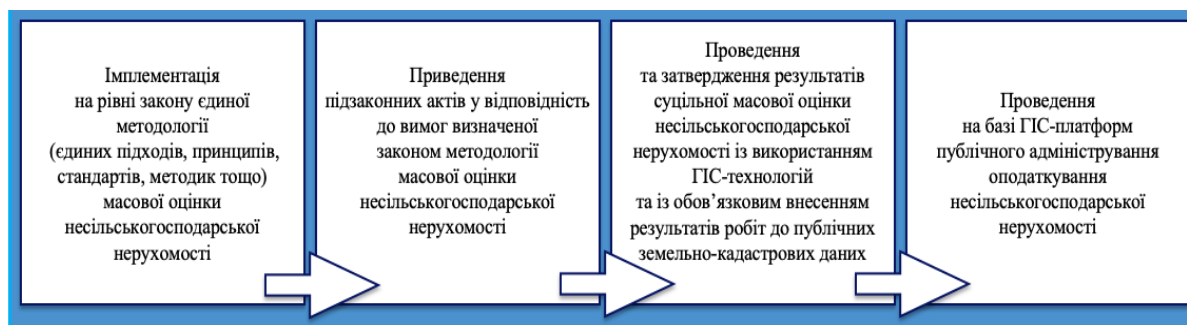 Імплементація
на рівні закону єдиної
методології
(єдиних підходів, принципів,
стандартів, методик тощо)
масової оцінки
несільськогосподарської
нерухомості
Приведення
підзаконних актів у відповідність
до вимог визначеної
законом методології
масової оцінки
несільськогосподарської
нерухомості
Проведення
та затвердження результатів
суцільної масової оцінки
несільськогосподарської
нерухомості із використанням
ГІС-технологій
та із обов’язковим внесенням
результатів робіт до публічних
земельно-кадастрових даних
Проведення
на базі ГІС-платформ
публічного адміністрування
оподаткування
несільськогосподарської
нерухомості